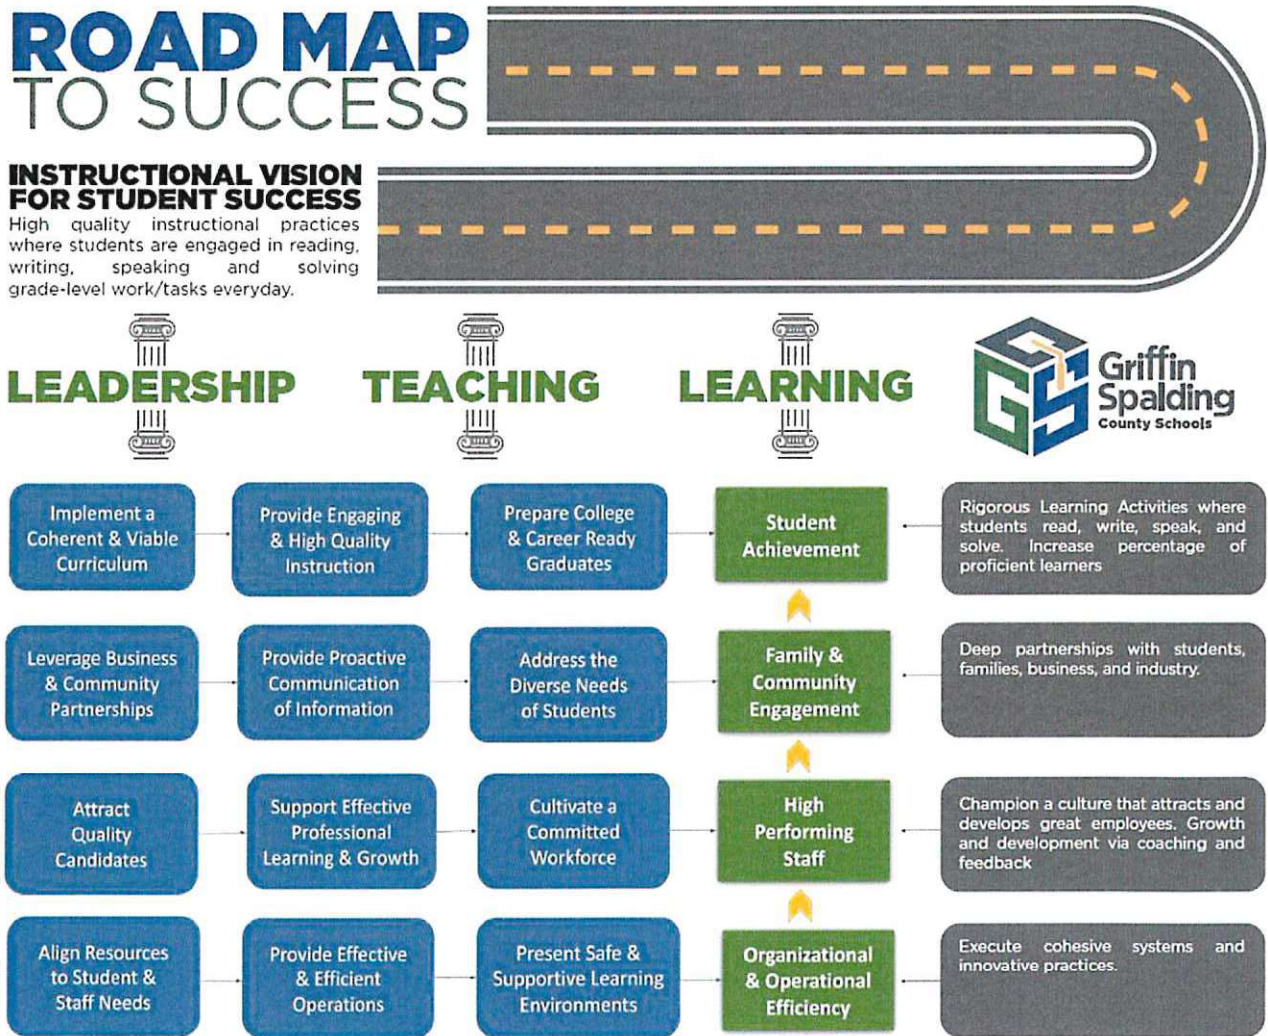 ROAD MAP
TO SUCCESS
INSTRUCTIONAL VISION
FOR STUDENT SUCCESS
High quality instructional practices
where students are engaged in reading,
writing, speaking and solving
grade-level work/tasks everyday.
LEADERSHIP
TEACHING
LEARNING
GS
Griffin
Spalding
County Schools
Implement a
Coherent & Viable
Curriculum
Provide Engaging
& High Quality
Instruction
Prepare College
& Career Ready
Graduates
Student
Achievement
Rigorous Learning Activities where
students read, write, speak, and
solve. Increase percentage of
proficient learners
Leverage Business
& Community
Partnerships
Provide Proactive
Communication
of Information
Address the
Diverse Needs
of Students
Family &
Community
Engagement
Deep partnerships with students,
families, business, and industry.
Attract
Quality
Candidates
Support Effective
Professional
Learning & Growth
Cultivate a
Committed
Workforce
High
Performing
Staff
Champion a culture that attracts and
develops great employees. Growth
and development via coaching and
feedback
Align Resources
to Student &
Staff Needs
Provide Effective
& Efficient
Operations
Present Safe &
Supportive Learning
Environments
Organizational
& Operational
Efficiency
Execute cohesive systems and
innovative practices.